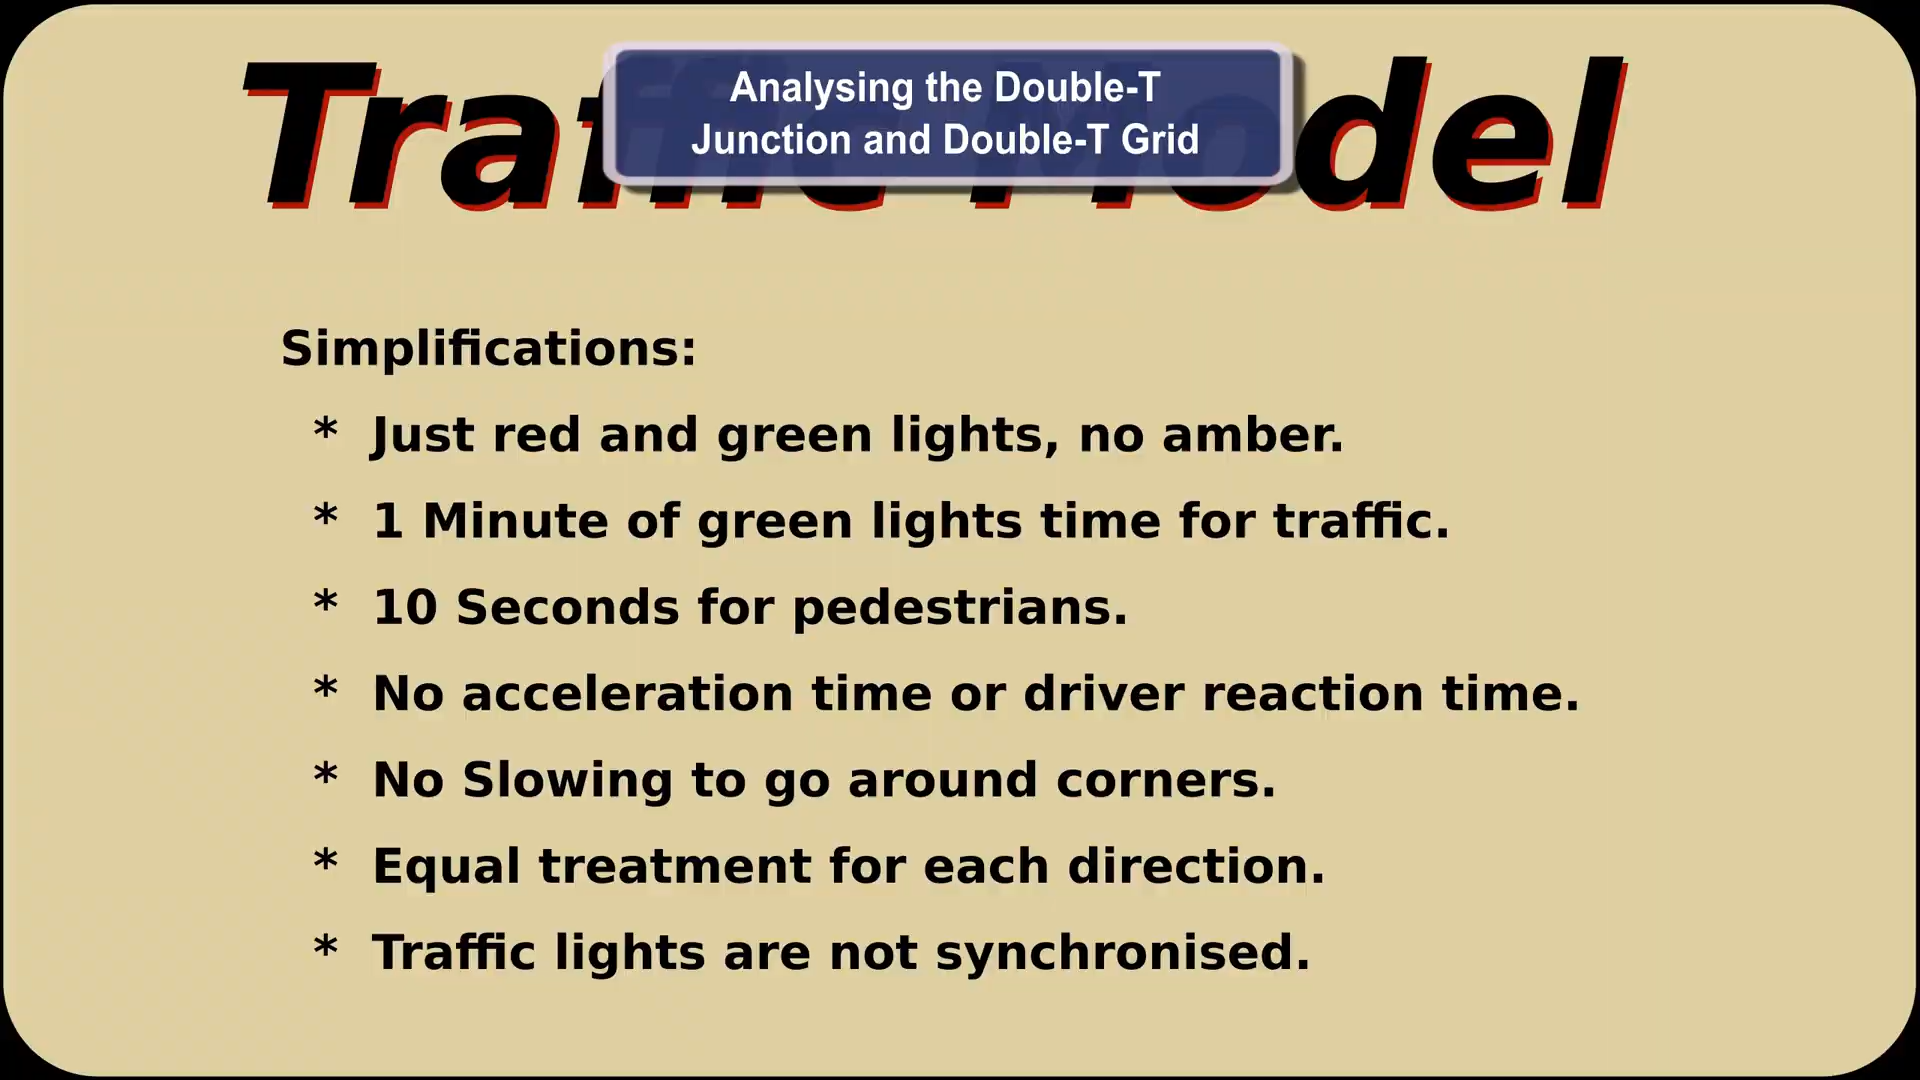 Traffic Model
Analysing the Double-T
Junction and Double-T Grid
Simplifications:
* Just red and green lights, no amber.
* 1 Minute of green lights time for traffic.
* 10 Seconds for pedestrians.
* No acceleration time or driver reaction time.
* No Slowing to go around corners.
* Equal treatment for each direction.
* Traffic lights are not synchronised.